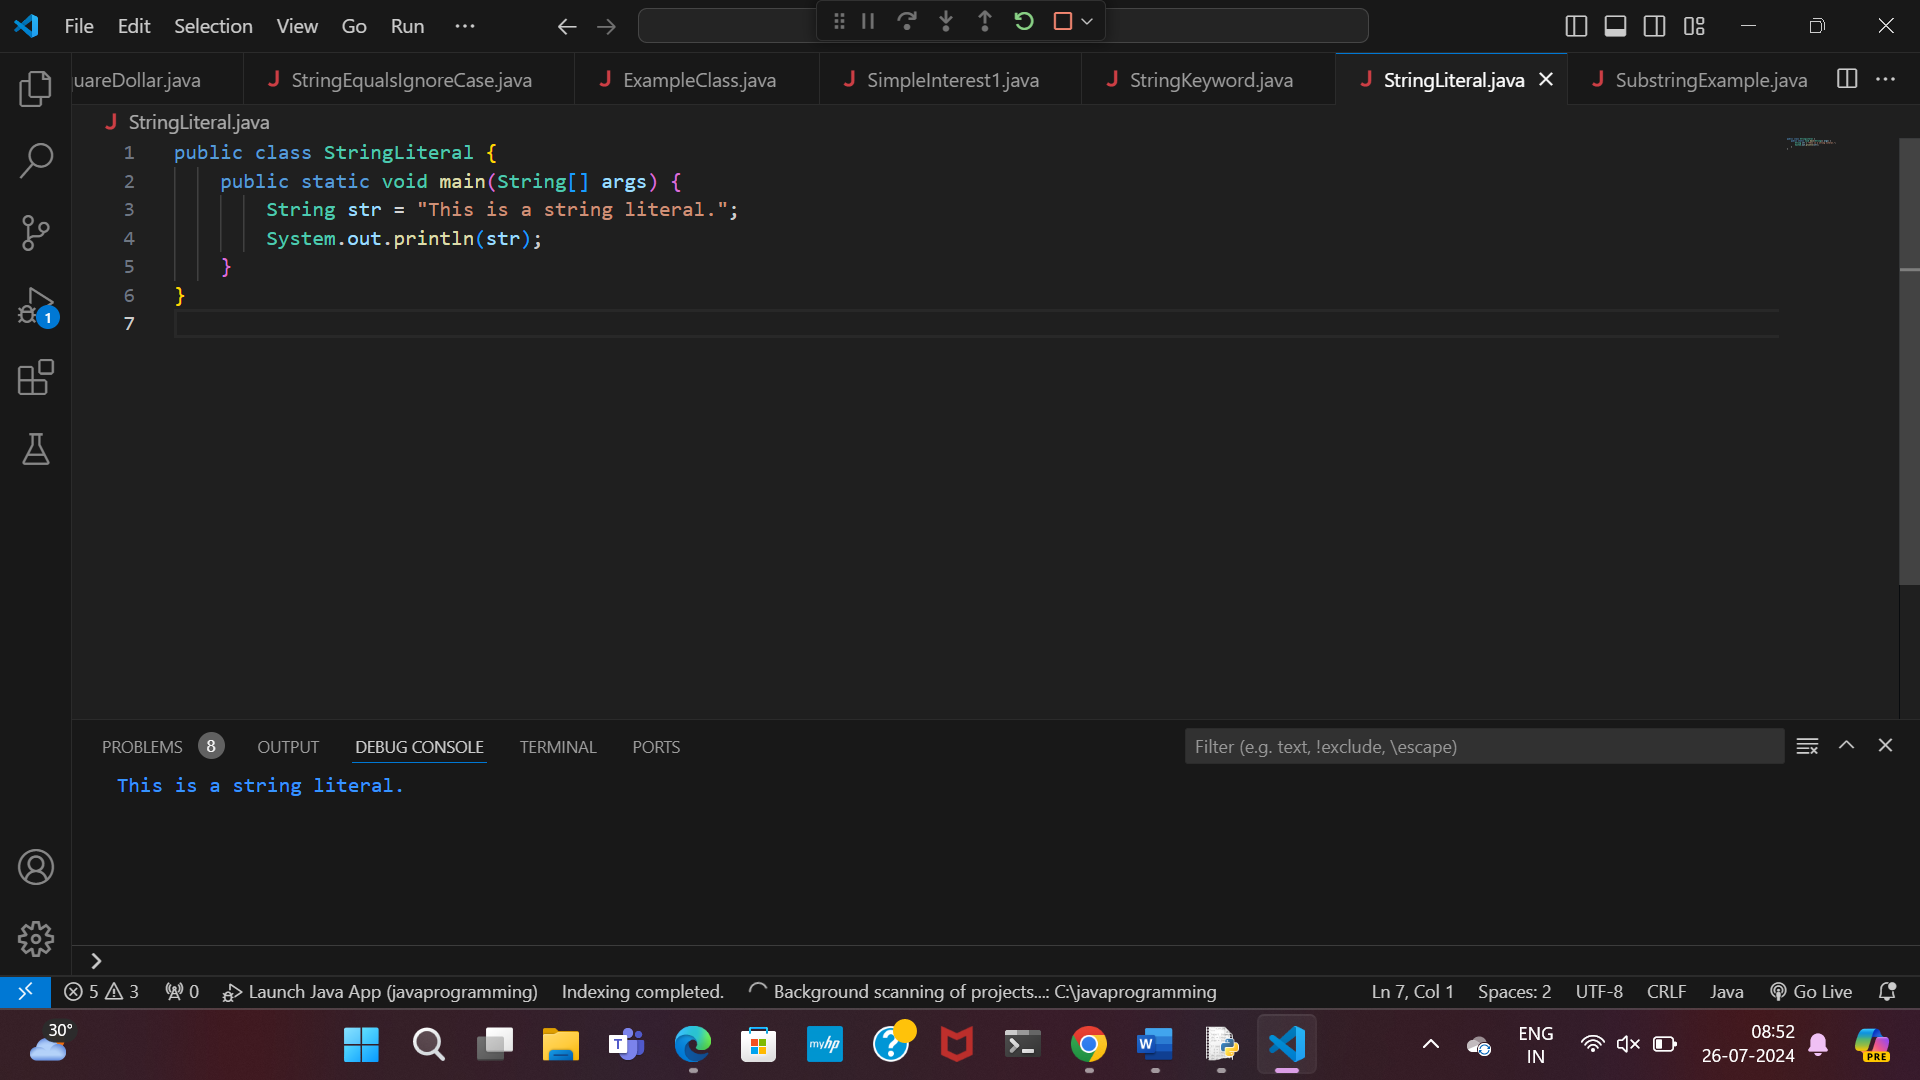 File Edit Selection View Go Run ...
uareDollar.java StringEqualsIgnoreCase.java ExampleClass.java SimpleInterest1.java StringKeyword.java StringLiteral.java SubstringExample.java
StringLiteral.java
1 public class StringLiteral {
2 public static void main(String[] args) {
3 String str = "This is a string literal.";
4 System.out.println(str);
5 }
6 }
7
PROBLEMS 8 OUTPUT DEBUG CONSOLE TERMINAL PORTS Filter (e.g. text, !exclude, \escape)
This is a string literal.
1
5 3 0 Launch Java App (javaprogramming) Indexing completed. Background scanning of projects...: C:\javaprogramming Ln 7, Col 1 Spaces: 2 UTF-8 CRLF Java Go Live
30° myhp ENG 08:52
IN 26-07-2024 PRE